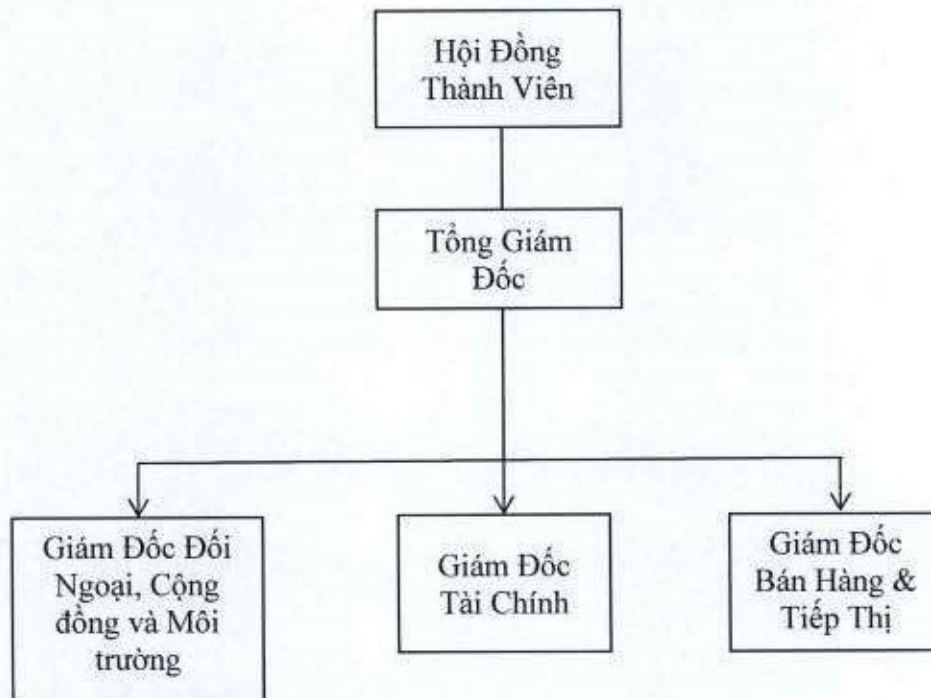 Hội Đồng
Thành Viên
Tổng Giám
Đốc
Giám Đốc Đối
Ngoại, Cộng
đồng và Môi
trường
Giám Đốc
Tài Chính
Giám Đốc
Bán Hàng &
Tiếp Thị